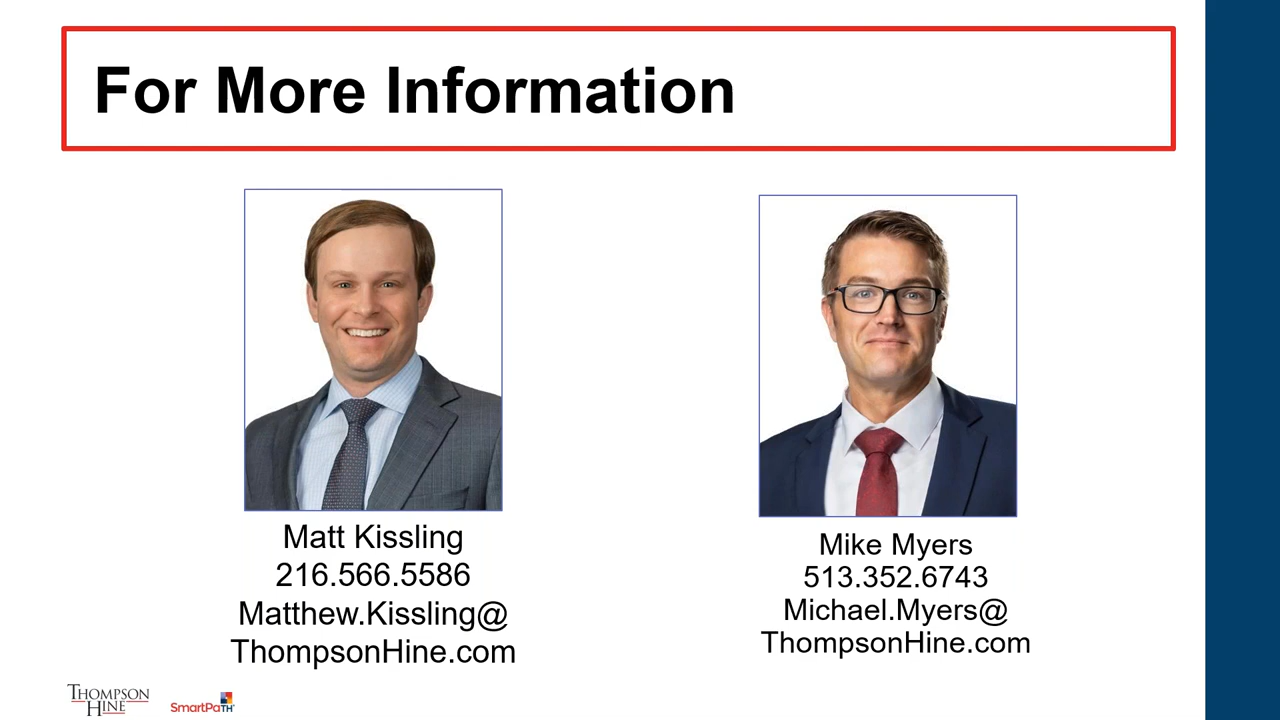 For More Information
Matt Kissling
216.566.5586
Matthew.Kissling@
ThompsonHine.com
Mike Myers
513.352.6743
Michael.Myers@
ThompsonHine.com
THOMPSON
HINE
SmartPaTH